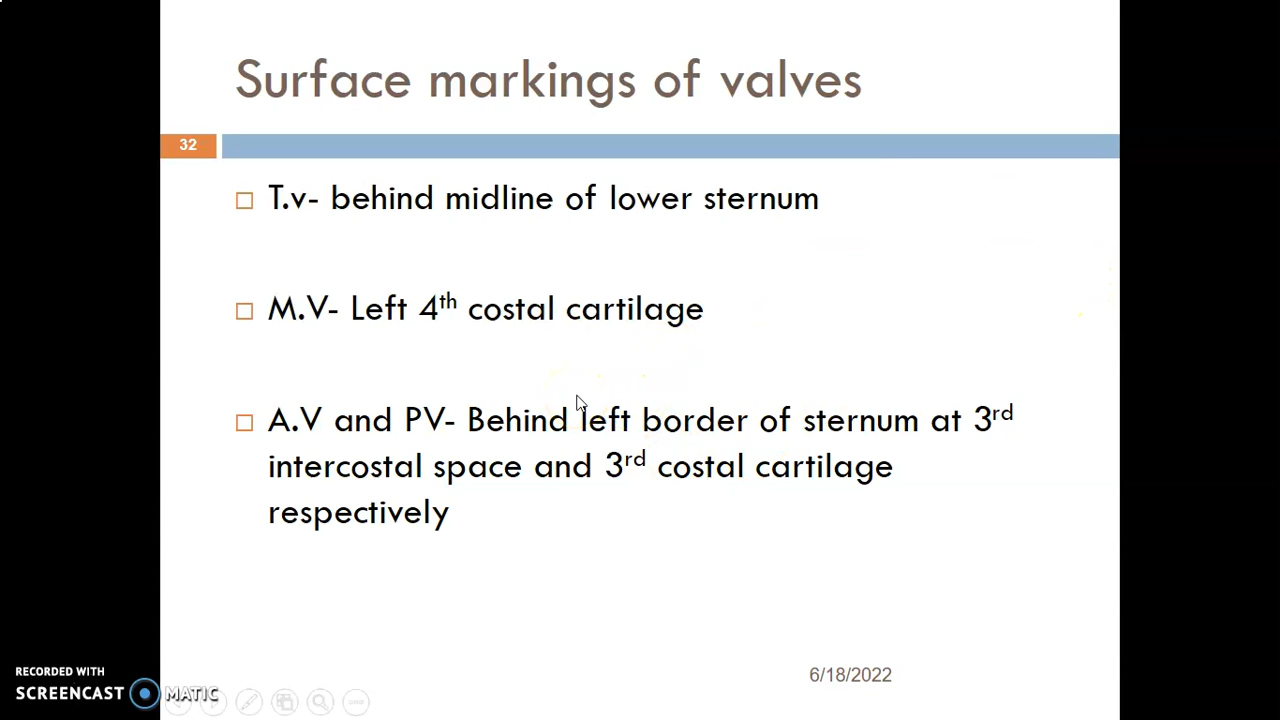 Surface markings of valves
32
T.v- behind midline of lower sternum
M.V- Left 4th costal cartilage
A.V and PV- Behind left border of sternum at 3rd
intercostal space and 3rd costal cartilage
respectively
6/18/2022
RECORDED WITH
SCREENCAST MATIC